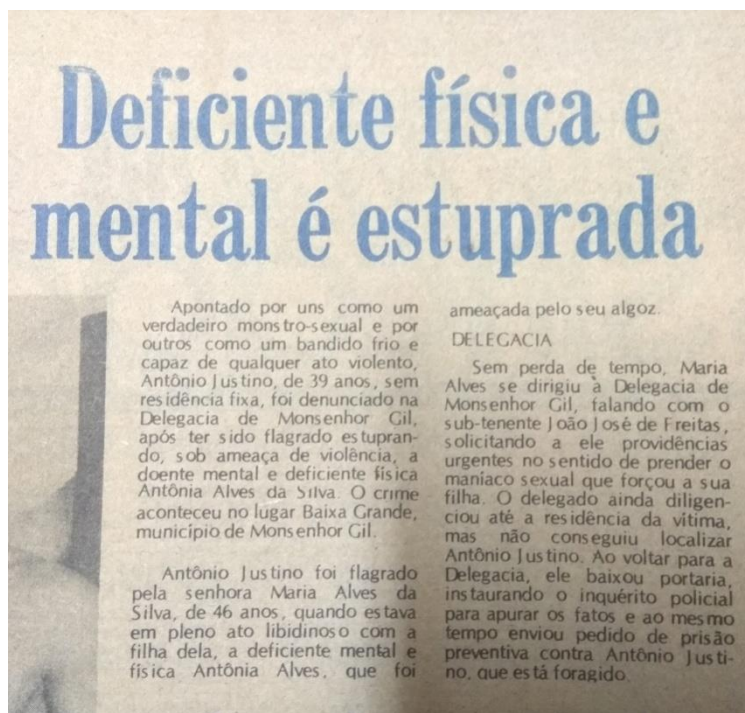 Deficiente física e
mental é estuprada
Apontado por uns como um
verdadeiro monstro-sexual e por
outros como um bandido frio e
capaz de qualquer ato violento,
Antônio Justino, de 39 anos, sem
residência fixa, foi denunciado na
Delegacia de Monsenhor Gil,
após ter sido flagrado estupran-
do, sob ameaça de violência, a
doente mental e deficiente física
Antônia Alves da Silva. O crime
aconteceu no lugar Baixa Grande,
município de Monsenhor Gil.
Antônio Justino foi flagrado
pela senhora Maria Alves da
Silva, de 46 anos, quando estava
em pleno ato libidinoso com a
filha dela, a deficiente mental e
física Antônia Alves, que foi
ameaçada pelo seu algoz.
DELEGACIA
Sem perda de tempo, Maria
Alves se dirigiu à Delegacia de
Monsenhor Gil, falando com o
sub-tenente João José de Freitas,
solicitando a ele providências
urgentes no sentido de prender o
maníaco sexual que forçou a sua
filha. O delegado ainda diligen-
ciou até a residência da vítima,
mas não conseguiu localizar
Antônio Justino. Ao voltar para a
Delegacia, ele baixou portaria,
instaurando o inquérito policial
para apurar os fatos e ao mesmo
tempo enviou pedido de prisão
preventiva contra Antônio Justi-
no, que está foragido.